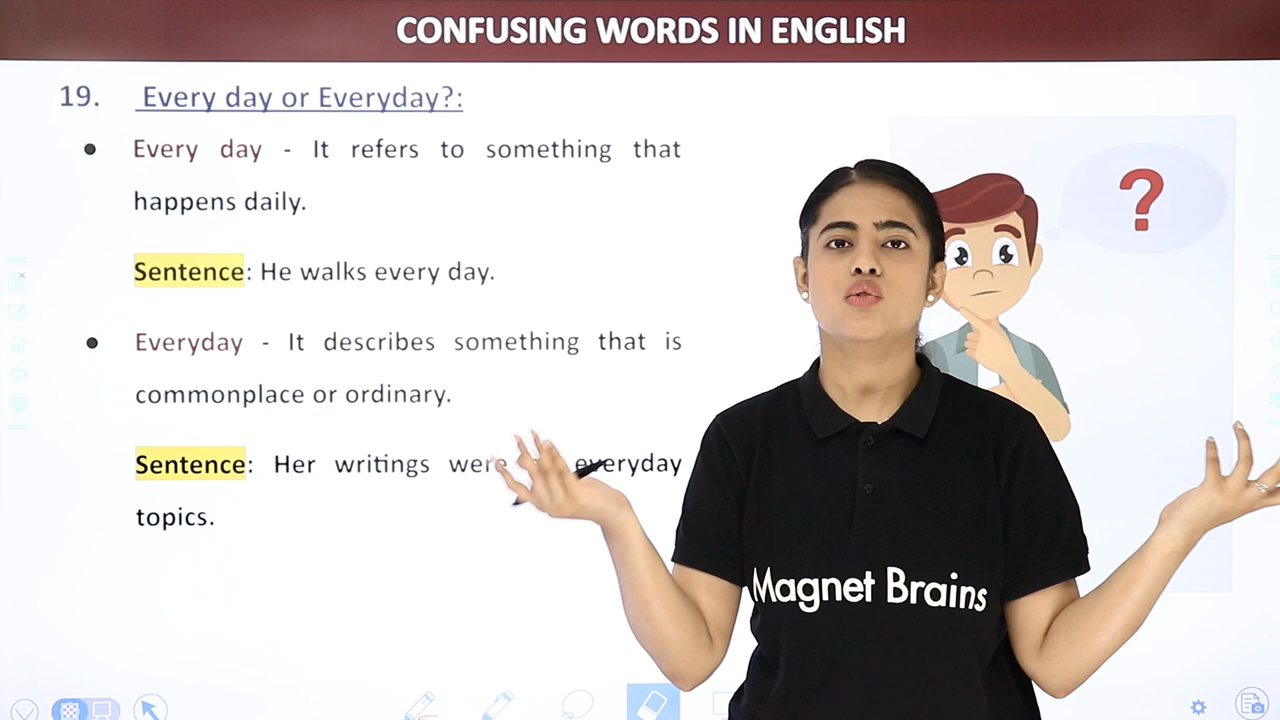 CONFUSING WORDS IN ENGLISH
19. Every day or Everyday?:
● Every day - It refers to something that
happens daily.
Sentence: He walks every day.
● Everyday - It describes something that is
commonplace or ordinary.
Sentence: Her writings were everyday
topics.
?
Magnet Brains